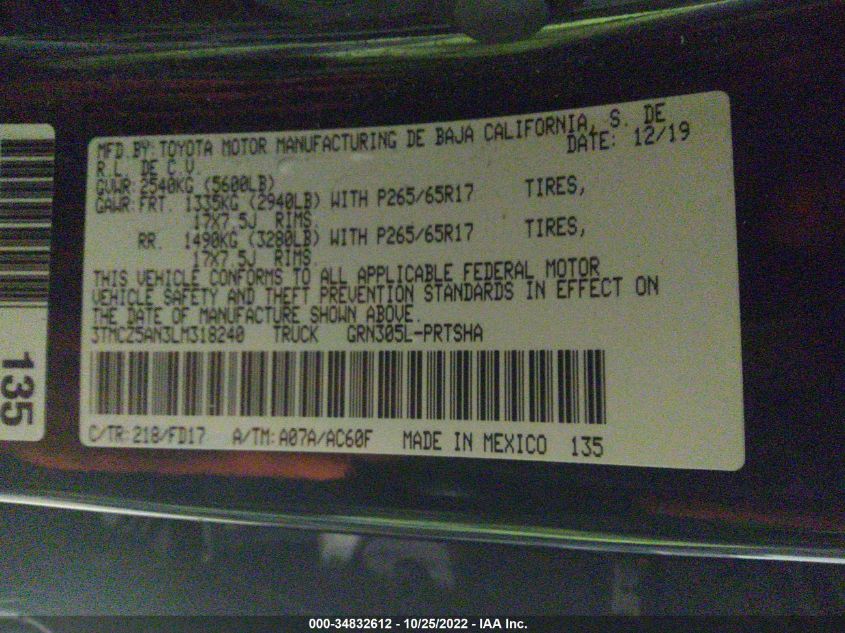 MFD.BY:TOYOTA MOTOR MANUFACTURING DE BAJA CALIFORNIA, S. DE
R.L. DE C.V. DATE: 12/19
GVWR:2540KG (5600LB)
GAWR:FRT. 1335KG (2940LB) WITH P265/65R17 TIRES,
17X7.5J RIMS
RR. 1490KG (3280LB) WITH P265/65R17 TIRES,
17X7.5J RIMS
THIS VEHICLE CONFORMS TO ALL APPLICABLE FEDERAL MOTOR
VEHICLE SAFETY AND THEFT PREVENTION STANDARDS IN EFFECT ON
THE DATE OF MANUFACTURE SHOWN ABOVE.
3TMCZ5AN3LM318240 TRUCK GRN305L-PRTSHA
C/TR:218/FD17 A/TM:A07A/AC60F MADE IN MEXICO 135
135
000-34832612 - 10/25/2022 - IAA Inc.